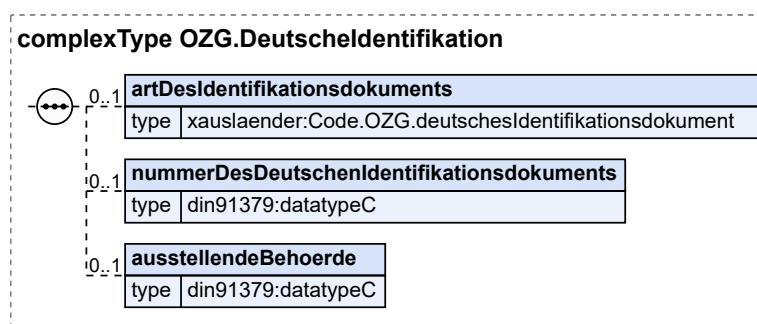 complexType OZG.DeutscheIdentifikation
0..1 artDesIdentifikationsdokuments
type xauslaender:Code.OZG.deutschesIdentifikationsdokument
0..1 nummerDesDeutschenIdentifikationsdokuments
type din91379:datatypeC
0..1 ausstellendeBehoerde
type din91379:datatypeC